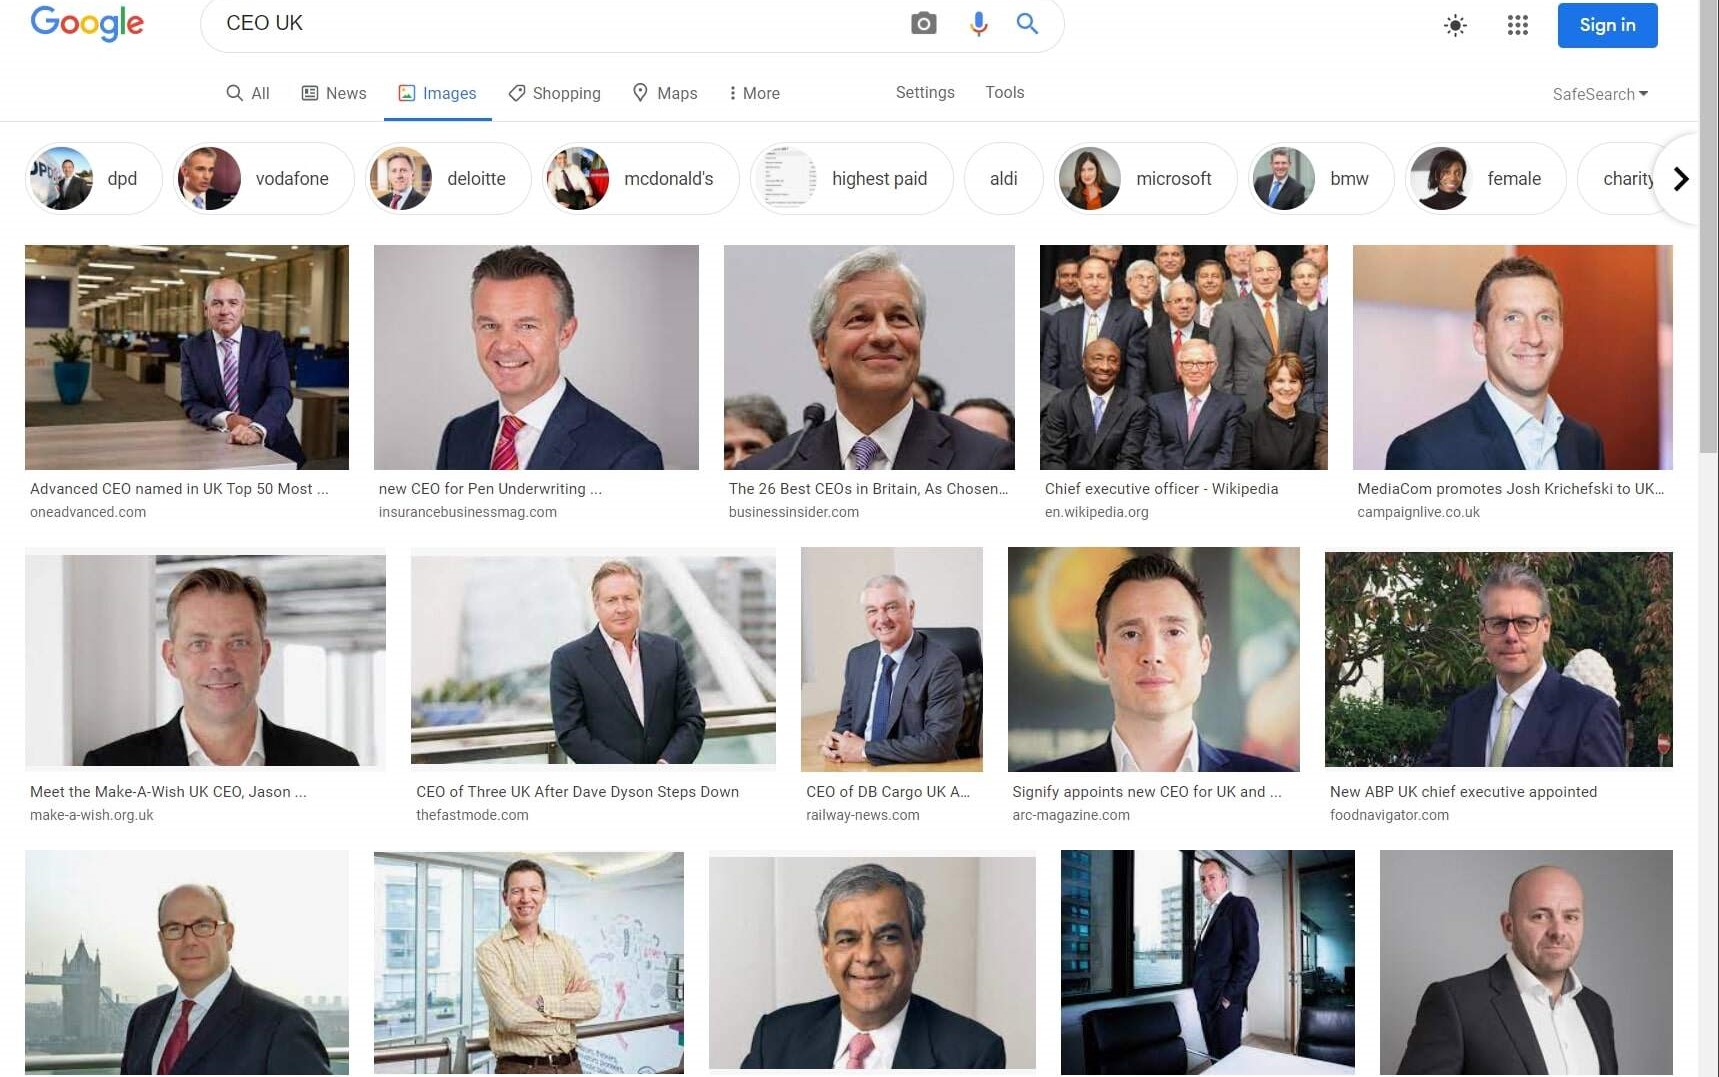 Google
CEO UK
Sign in
All News Images Shopping Maps More Settings Tools SafeSearch
dpd vodafone deloitte mcdonald's highest paid aldi microsoft bmw female charity
Advanced CEO named in UK Top 50 Most ...
oneadvanced.com
new CEO for Pen Underwriting ...
insurancebusinessmag.com
The 26 Best CEOs in Britain, As Chosen...
businessinsider.com
Chief executive officer - Wikipedia
en.wikipedia.org
MediaCom promotes Josh Krichefski to UK...
campaignlive.co.uk
Meet the Make-A-Wish UK CEO, Jason ...
make-a-wish.org.uk
CEO of Three UK After Dave Dyson Steps Down
thefastmode.com
CEO of DB Cargo UK A...
railway-news.com
Signify appoints new CEO for UK and ...
arc-magazine.com
New ABP UK chief executive appointed
foodnavigator.com